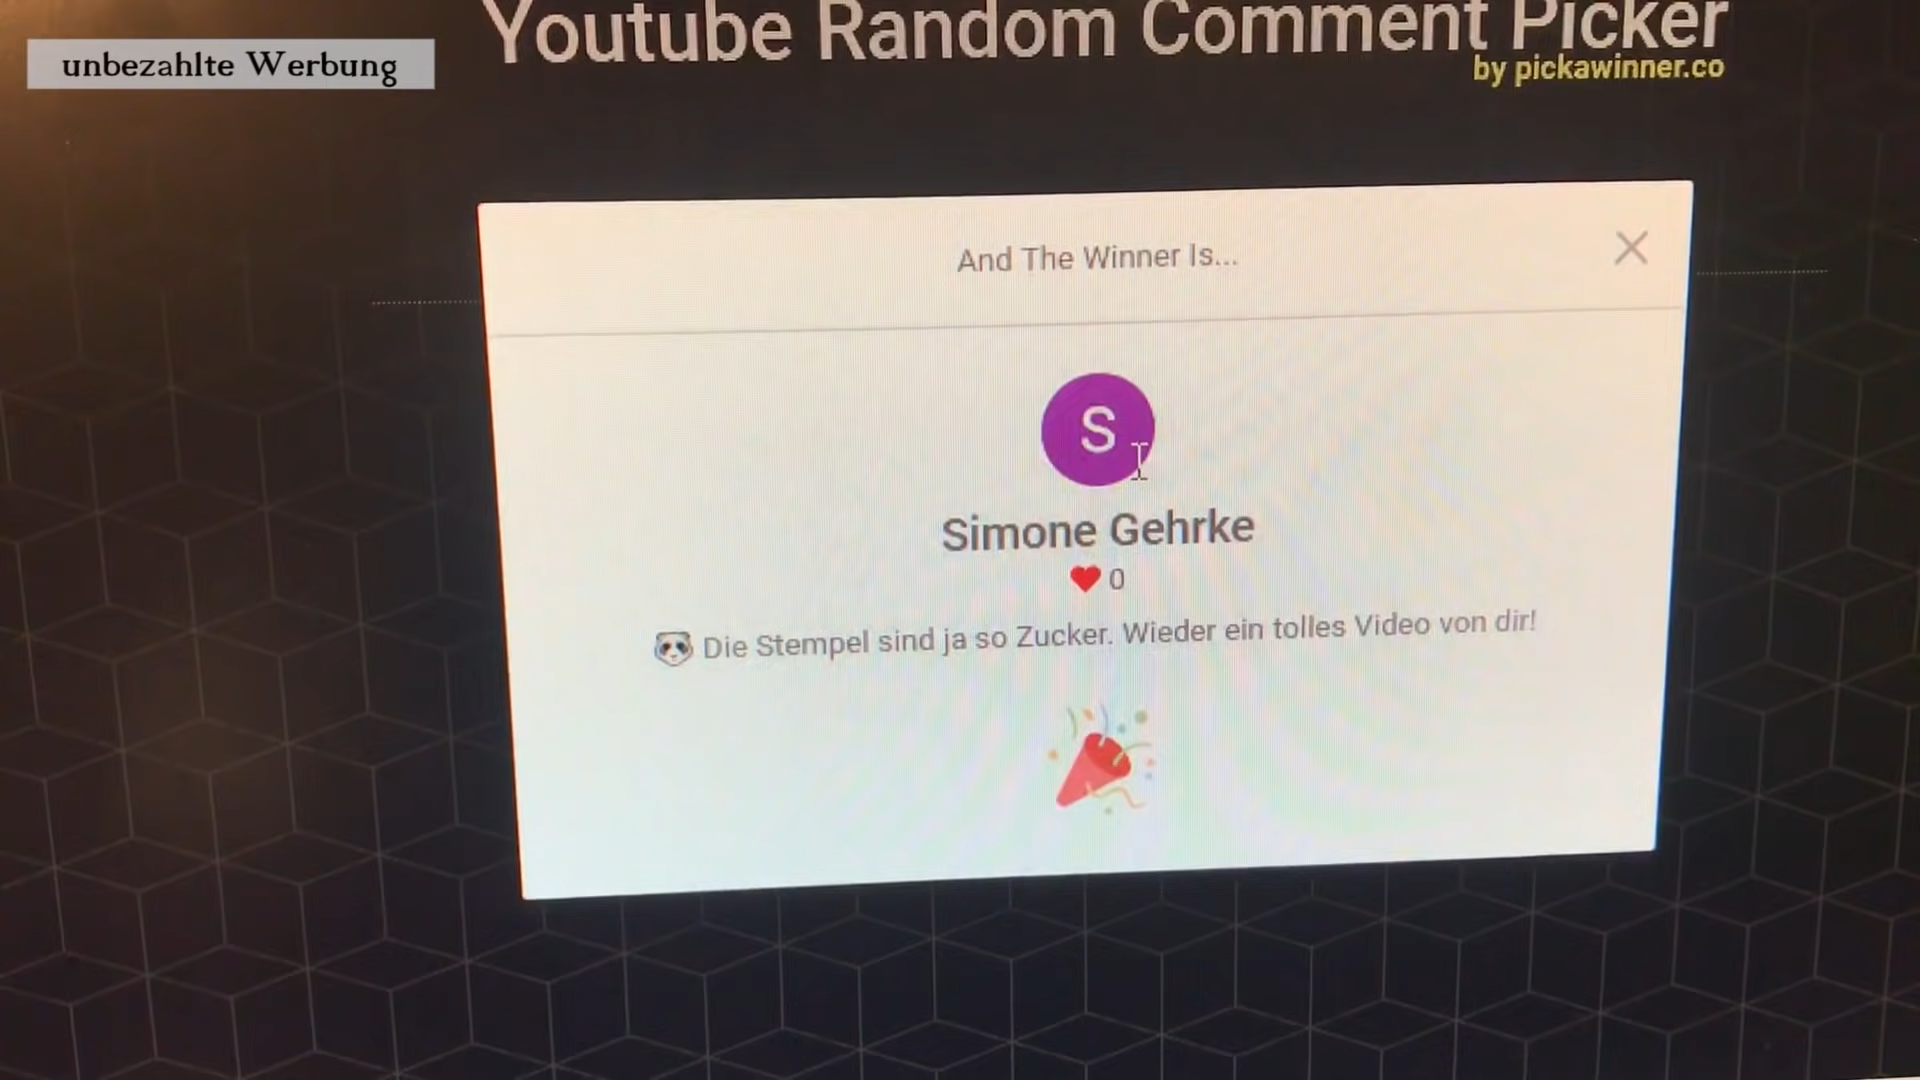 unbezahlte Werbung
Youtube Random Comment Picker
by pickawinner.co
And The Winner Is...
S
Simone Gehrke
0
Die Stempel sind ja so Zucker. Wieder ein tolles Video von dir!